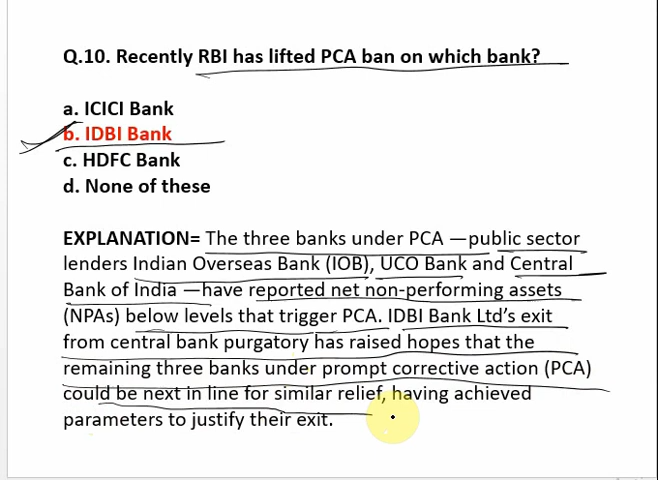 Q.10. Recently RBI has lifted PCA ban on which bank?
a. ICICI Bank
b. IDBI Bank
c. HDFC Bank
d. None of these
EXPLANATION= The three banks under PCA —public sector
lenders Indian Overseas Bank (IOB), UCO Bank and Central
Bank of India —have reported net non-performing assets
(NPAs) below levels that trigger PCA. IDBI Bank Ltd’s exit
from central bank purgatory has raised hopes that the
remaining three banks under prompt corrective action (PCA)
could be next in line for similar relief, having achieved
parameters to justify their exit.